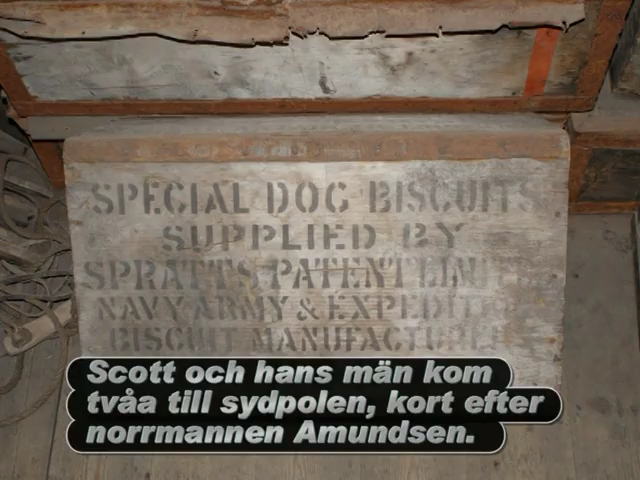 SPECIAL DOG BISCUITS
SUPPLIED BY
SPRATTS PATENT
NAVY ARMY &
BISCUIT
Scott och hans män kom
tvåa till sydpolen, kort efter
norrmannen Amundsen.